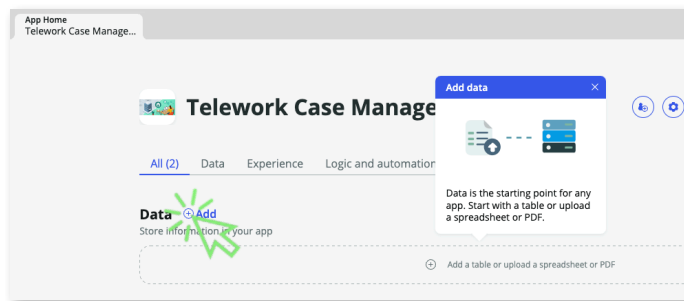 App Home
Telework Case Manage...
Telework Case Manage
Add data
All (2)
Data
Experience
Logic and automation
Data is the starting point for any
app. Start with a table or upload
a spreadsheet or PDF.
Data
Add
Store information in your app
Add a table or upload a spreadsheet or PDF